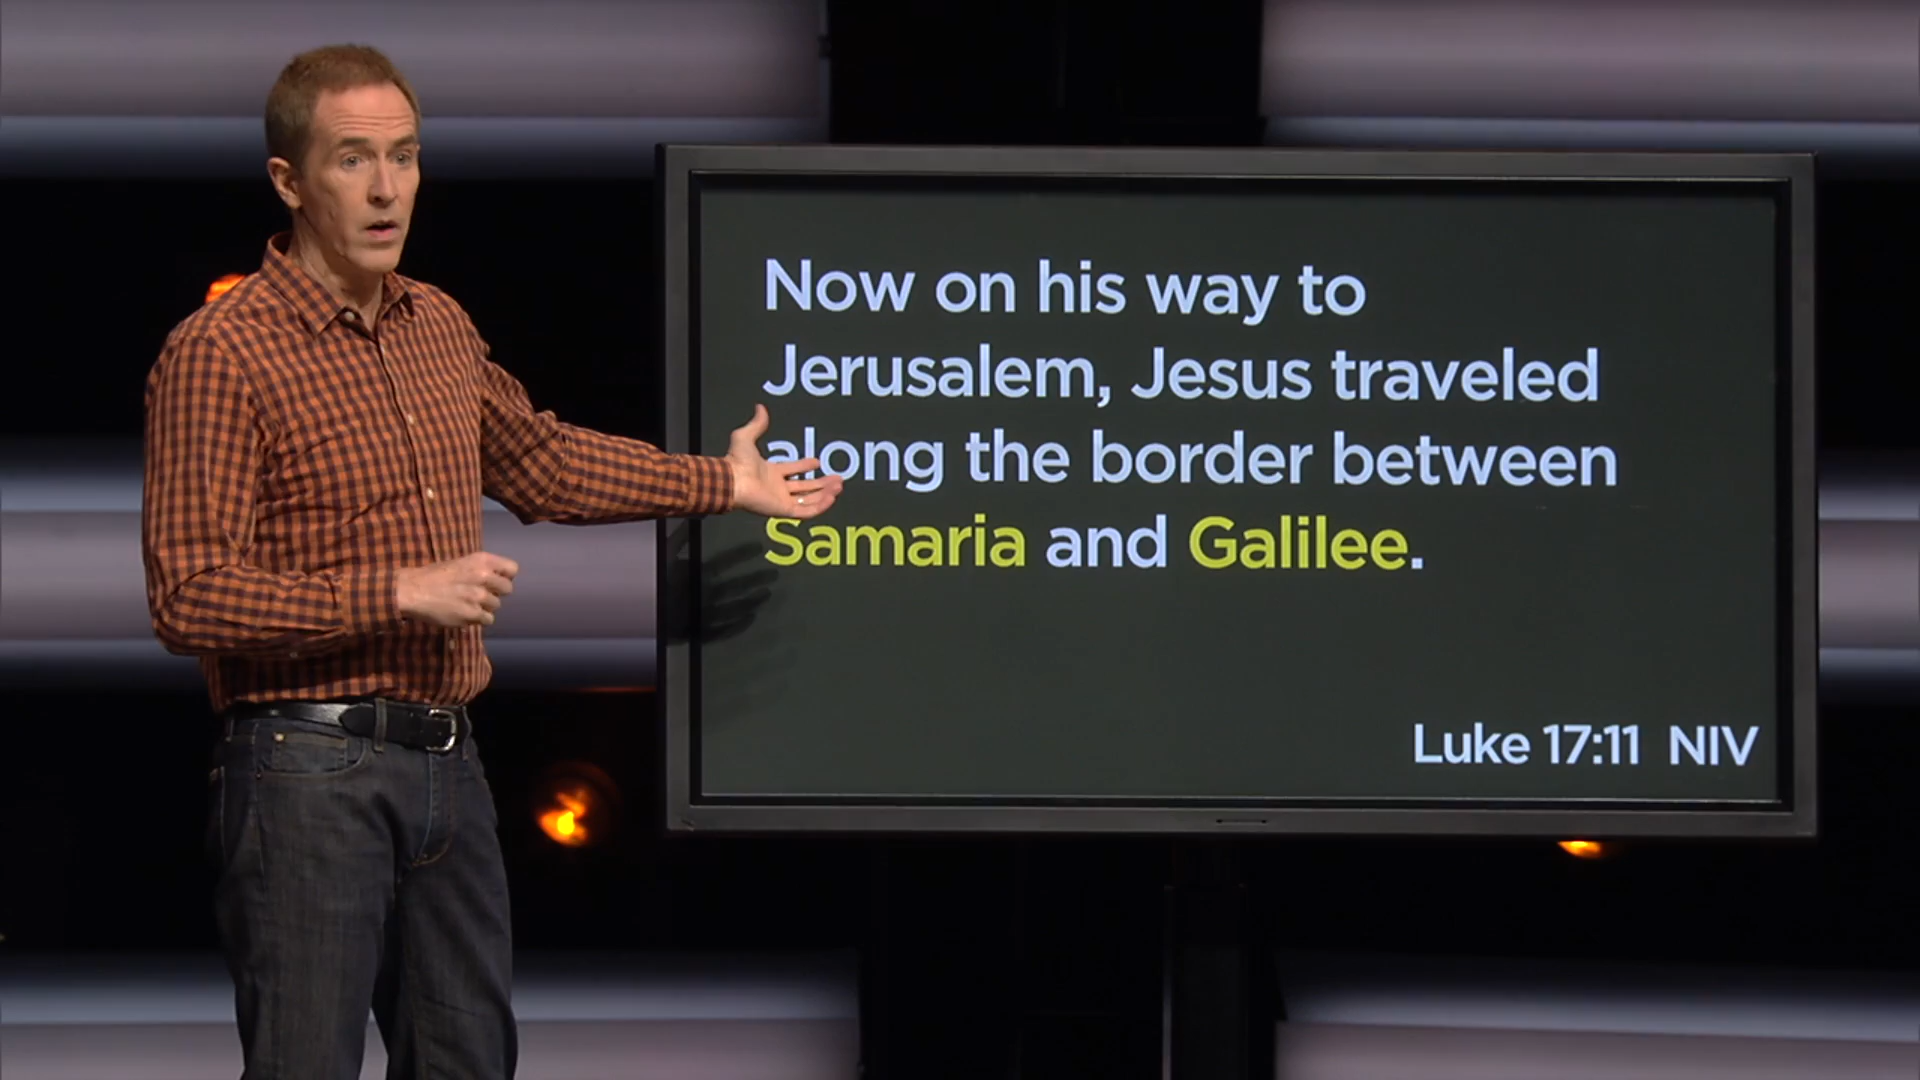 Now on his way to
Jerusalem, Jesus traveled
along the border between
Samaria and Galilee.
Luke 17:11 NIV